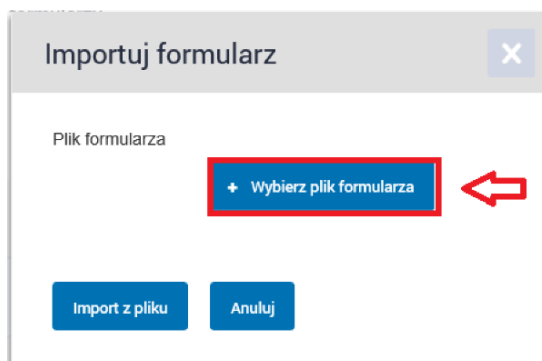 Importuj formularz
Plik formularza
+ Wybierz plik formularza
Import z pliku
Anuluj